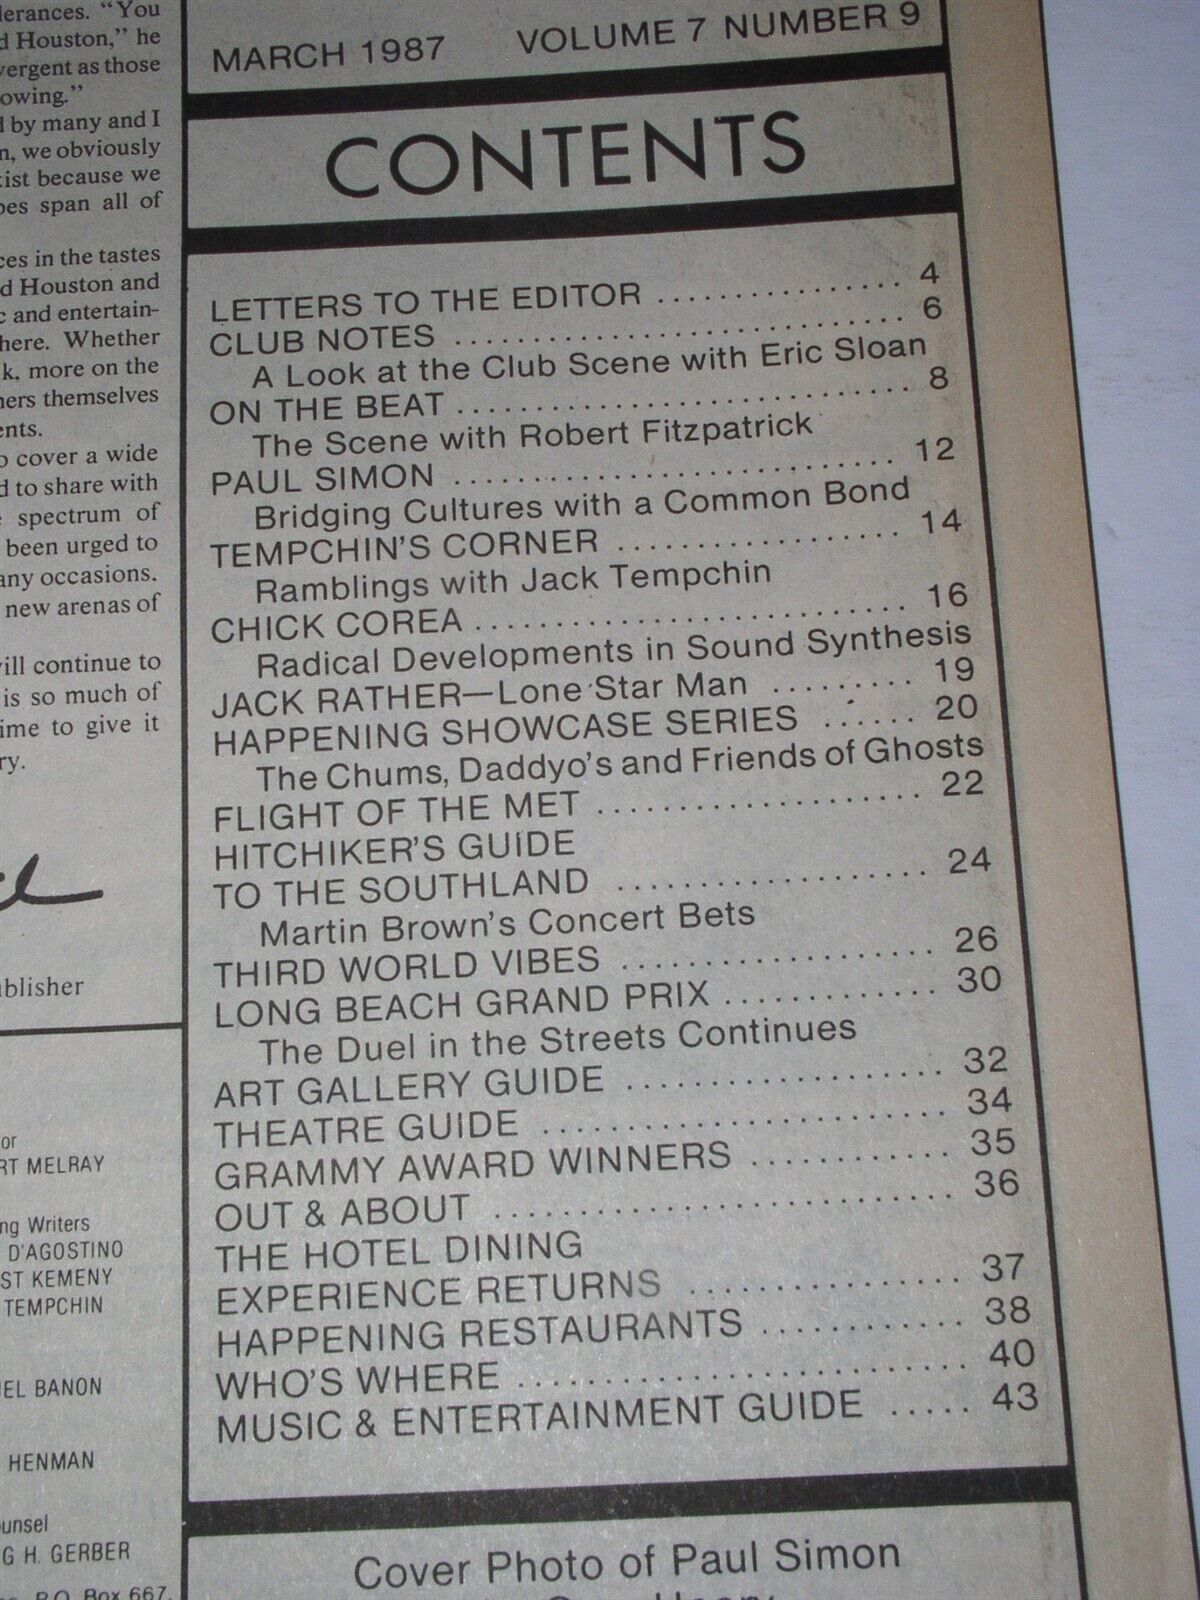 lerances. “You
d Houston,” he
vergent as those
owing.”
d by many and I
n, we obviously
xist because we
pes span all of
ces in the tastes
d Houston and
c and entertain-
here. Whether
k, more on the
hers themselves
ents.
o cover a wide
d to share with
e spectrum of
been urged to
any occasions.
new arenas of
vill continue to
is so much of
ime to give it
ry.
ublisher
or
RT MELRAY
ng Writers
D'AGOSTINO
ST KEMENY
TEMPCHIN
IEL BANON
HENMAN
ounsel
G H. GERBER
P.O. Box 667,
MARCH 1987 VOLUME 7 NUMBER 9
CONTENTS
LETTERS TO THE EDITOR ................ 4
CLUB NOTES ............................. 6
A Look at the Club Scene with Eric Sloan
ON THE BEAT ............................. 8
The Scene with Robert Fitzpatrick
PAUL SIMON ............................. 12
Bridging Cultures with a Common Bond
TEMPCHIN'S CORNER ................... 14
Ramblings with Jack Tempchin
CHICK COREA ............................. 16
Radical Developments in Sound Synthesis
JACK RATHER—Lone Star Man ......... 19
HAPPENING SHOWCASE SERIES ...... 20
The Chums, Daddyo's and Friends of Ghosts
FLIGHT OF THE MET ..................... 22
HITCHIKER'S GUIDE
TO THE SOUTHLAND .................... 24
Martin Brown's Concert Bets
THIRD WORLD VIBES .................... 26
LONG BEACH GRAND PRIX ............. 30
The Duel in the Streets Continues
ART GALLERY GUIDE .................... 32
THEATRE GUIDE ......................... 34
GRAMMY AWARD WINNERS ............ 35
OUT & ABOUT ............................ 36
THE HOTEL DINING
EXPERIENCE RETURNS ................. 37
HAPPENING RESTAURANTS ............ 38
WHO'S WHERE ........................... 40
MUSIC & ENTERTAINMENT GUIDE ..... 43
Cover Photo of Paul Simon